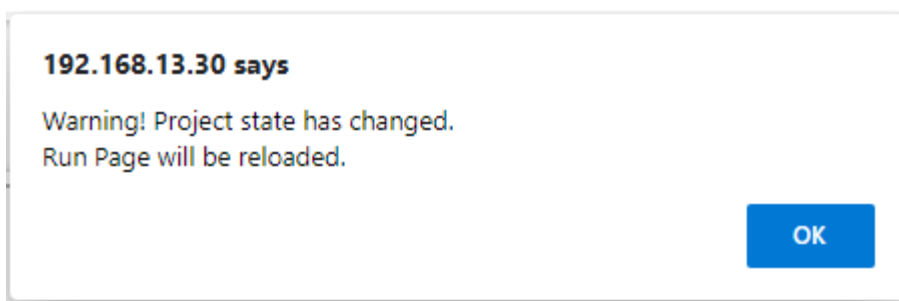 192.168.13.30 says
Warning! Project state has changed.
Run Page will be reloaded.
OK